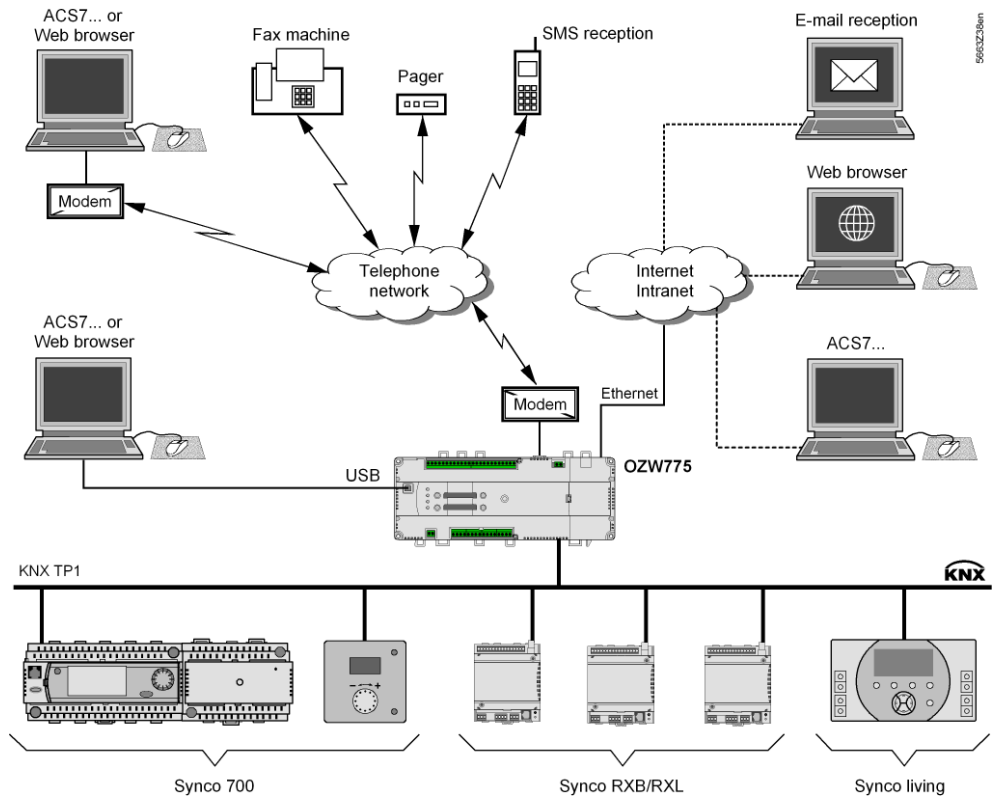 ACS7... or
Web browser
Fax machine
Pager
SMS reception
E-mail reception
5663Z38en
Modem
Web browser
Telephone
network
Internet
Intranet
ACS7... or
Web browser
ACS7...
Modem
Ethernet
USB
OZW775
KNX TP1
KNX
Synco 700
Synco RXB/RXL
Synco living